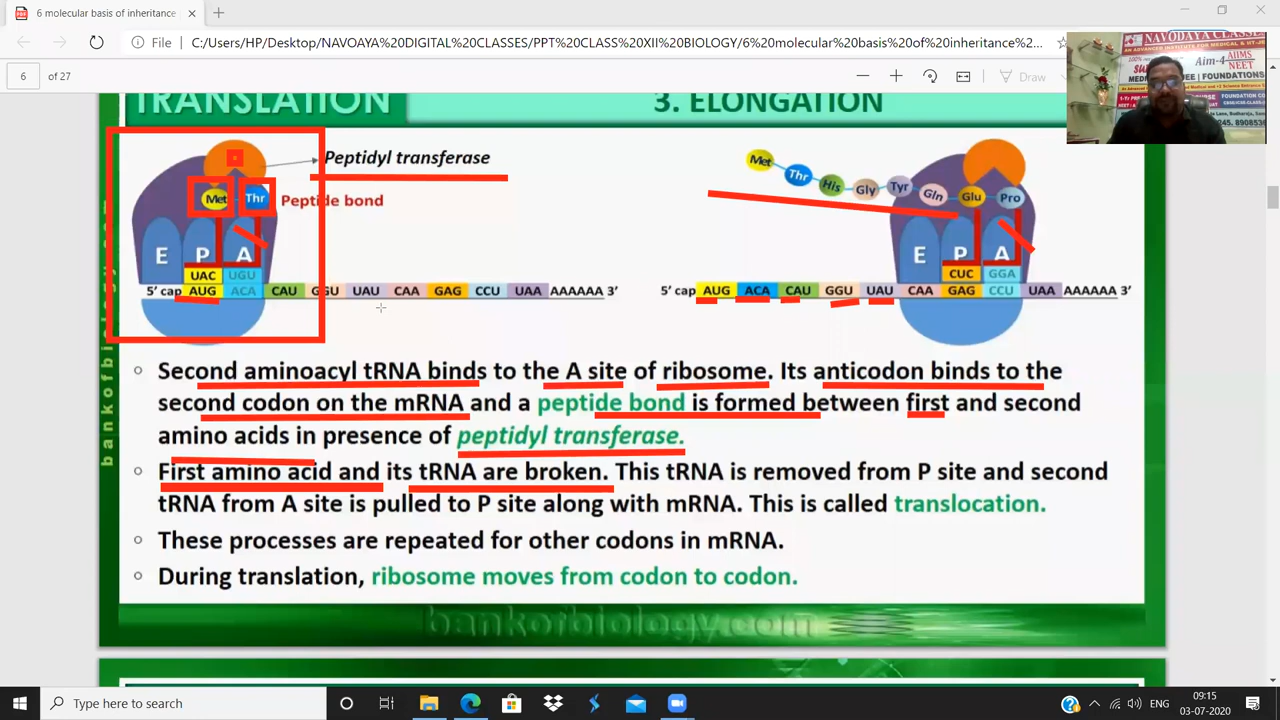 6 molecular basis of inheritance
File
C:/Users/HP/Desktop/NAVOAYA%20DIGITAL%20CLASSES/PPT%20CLASS%20XII%20BIOLOGY/6%20molecular%20basis%20of%20inheritance%2...
6 of 27
Draw
NAVODAYA CLASSES
AN ADVANCED INSTITUTE FOR MEDICAL & IIT-JEE
Aim-4 AIIMS
NEET
FOUNDATIONS
TRANSLATION
3. ELONGATION
Peptidyl transferase
Met Thr
Peptide bond
E P A
UAC UGU
5' cap AUG ACA CAU GGU UAU CAA GAG CCU UAA AAAAAA 3'
Met Thr His Gly Tyr Gln Glu Pro
E P A
CUC GGA
5' cap AUG ACA CAU GGU UAU CAA GAG CCU UAA AAAAAA 3'
Second aminoacyl tRNA binds to the A site of ribosome. Its anticodon binds to the
second codon on the mRNA and a peptide bond is formed between first and second
amino acids in presence of peptidyl transferase.
First amino acid and its tRNA are broken. This tRNA is removed from P site and second
tRNA from A site is pulled to P site along with mRNA. This is called translocation.
These processes are repeated for other codons in mRNA.
During translation, ribosome moves from codon to codon.
bankofbiology.com
Type here to search
ENG
09:15
03-07-2020